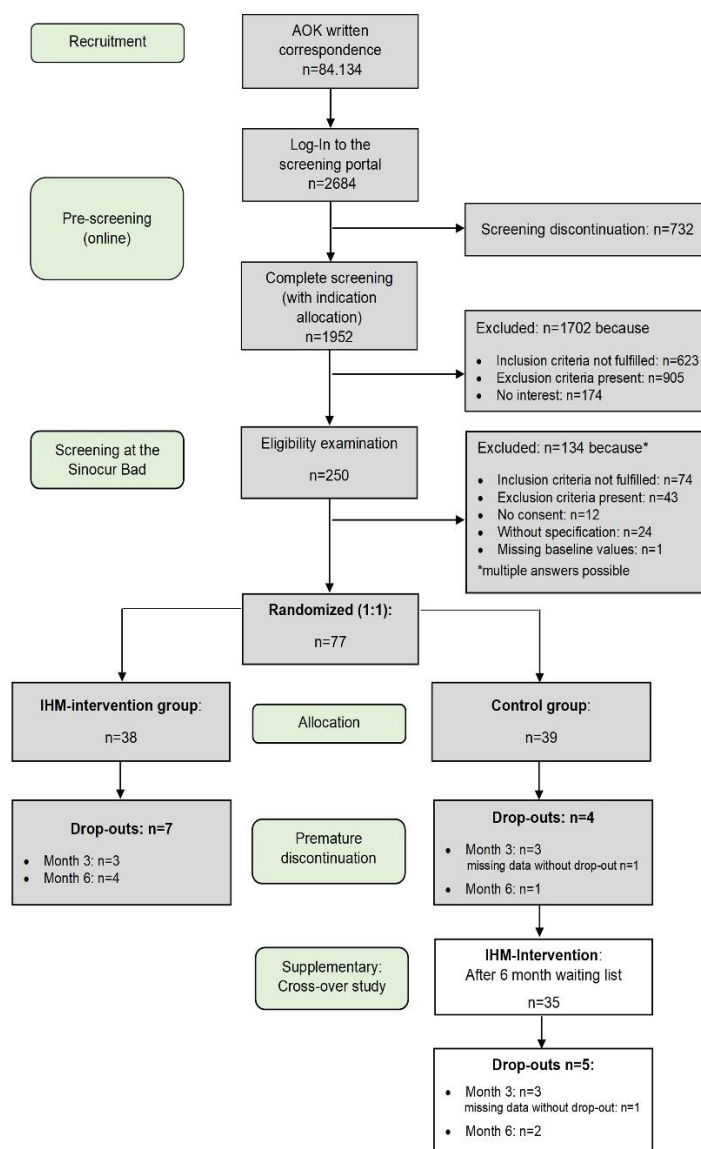 Recruitment
AOK written
correspondence
n=84.134
Log-In to the
screening portal
n=2684
Pre-screening
(online)
Screening discontinuation: n=732
Complete screening
(with indication
allocation)
n=1952
Excluded: n=1702 because
• Inclusion criteria not fulfilled: n=623
• Exclusion criteria present: n=905
• No interest: n=174
Screening at the
Sinocur Bad
Eligibility examination
n=250
Excluded: n=134 because*
• Inclusion criteria not fulfilled: n=74
• Exclusion criteria present: n=43
• No consent: n=12
• Without specification: n=24
• Missing baseline values: n=1
*multiple answers possible
Randomized (1:1):
n=77
IHM-intervention group:
n=38
Allocation
Control group:
n=39
Drop-outs: n=7
• Month 3: n=3
• Month 6: n=4
Premature
discontinuation
Drop-outs: n=4
• Month 3: n=3
missing data without drop-out n=1
• Month 6: n=1
Supplementary:
Cross-over study
IHM-Intervention:
After 6 month waiting list
n=35
Drop-outs n=5:
• Month 3: n=3
missing data without drop-out: n=1
• Month 6: n=2